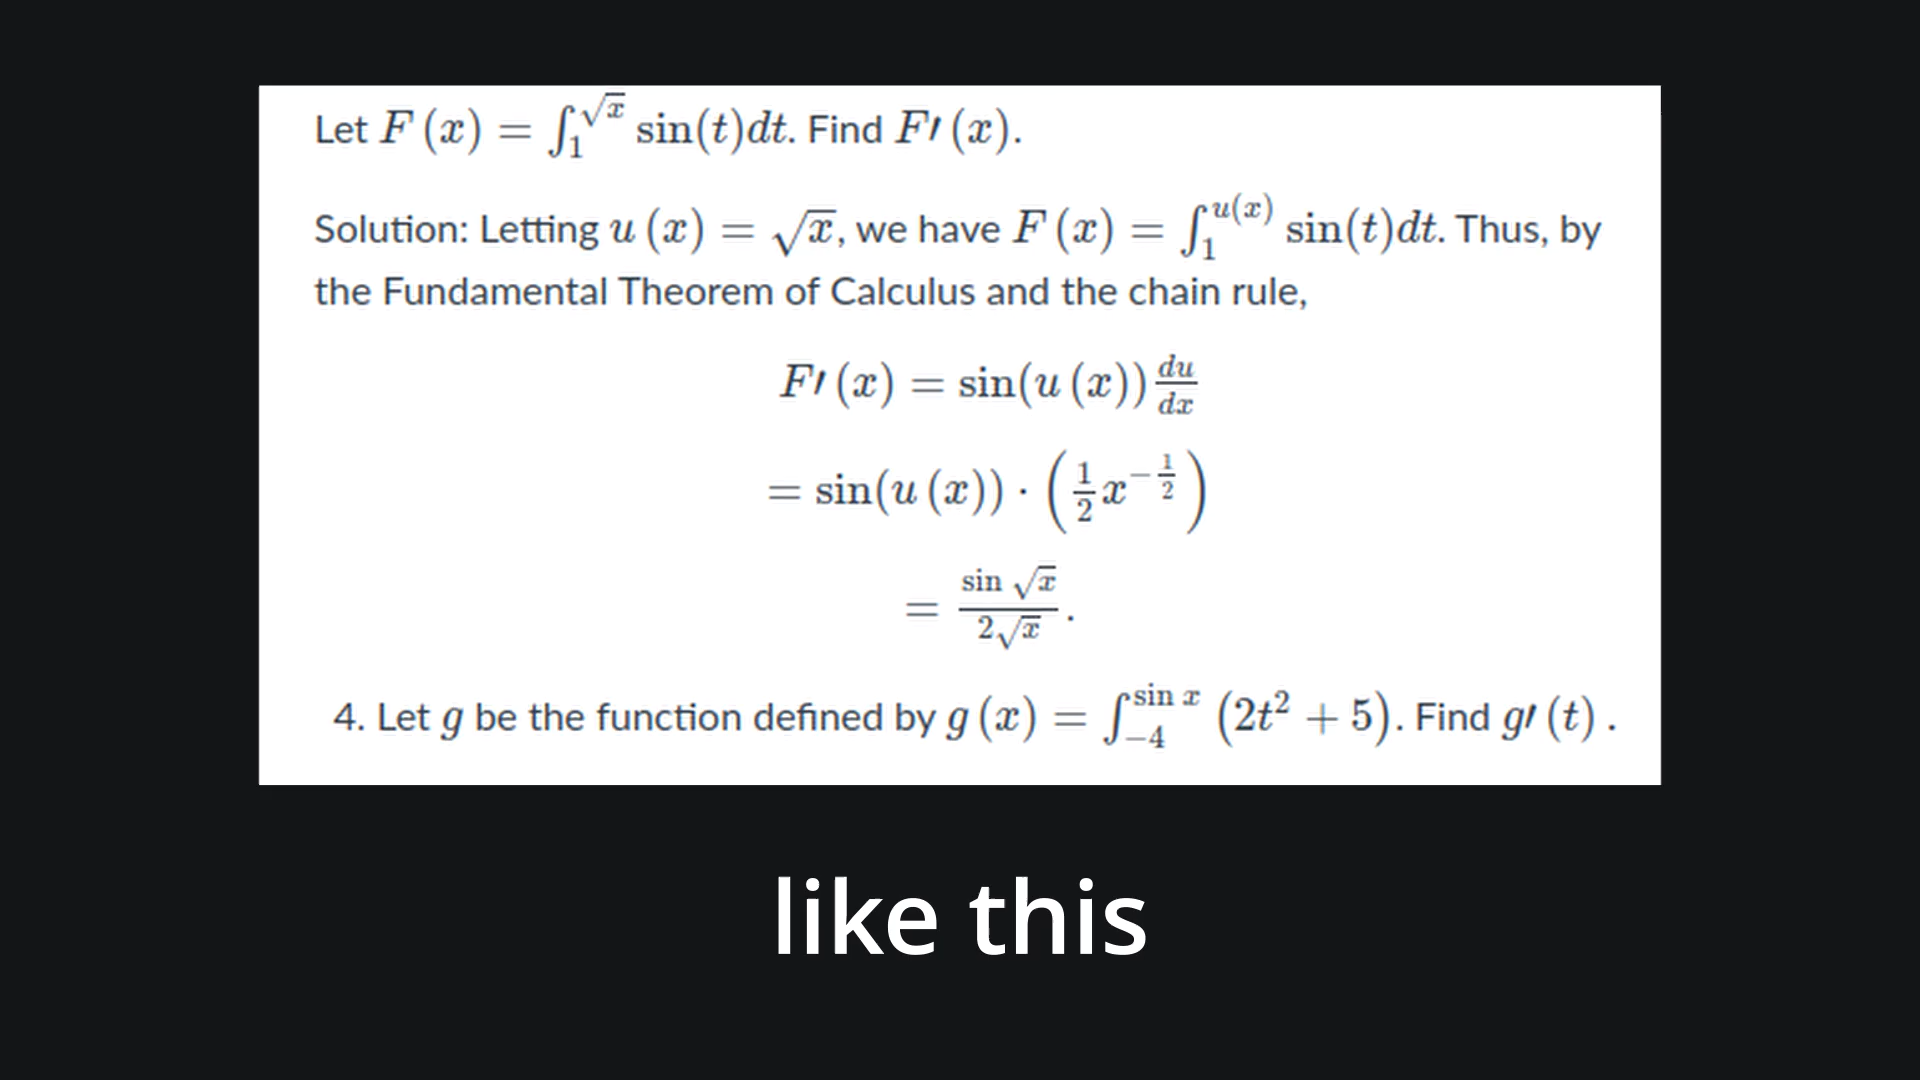 Let F (x) = ∫₁^√x sin(t)dt. Find F′ (x).
Solution: Letting u (x) = √x, we have F (x) = ∫₁^u(x) sin(t)dt. Thus, by
the Fundamental Theorem of Calculus and the chain rule,
F′ (x) = sin(u (x)) du/dx
= sin(u (x)) · (1/2 x^(-1/2))
= sin √x / 2√x .
4. Let g be the function defined by g (x) = ∫₋₄^sin x (2t² + 5). Find g′ (t) .
like this